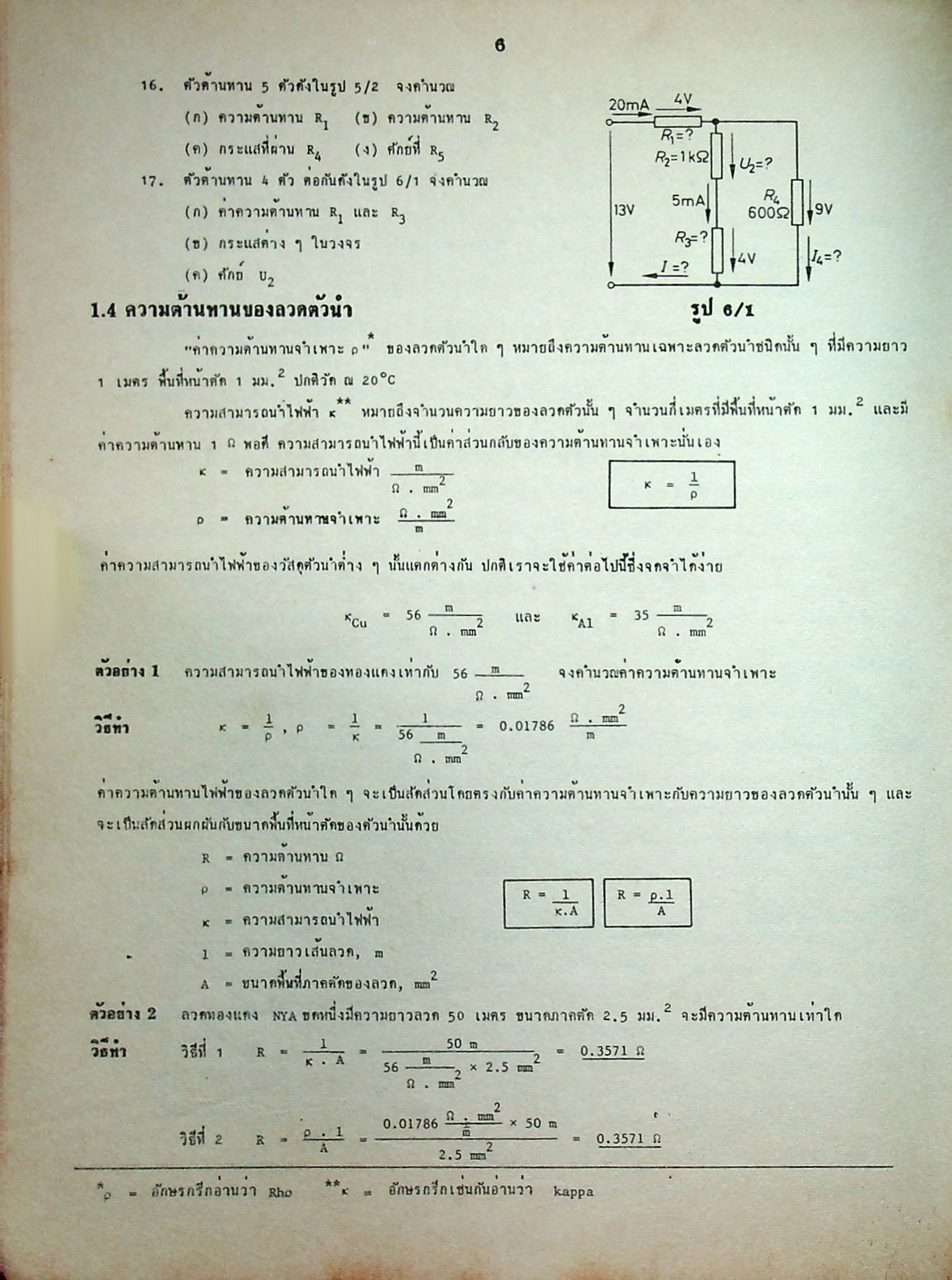 6
16. ตัวต้านทาน 5 ตัวดังในรูป 5/2 จงคำนวณ
(ก) ความต้านทาน R1 (ข) ความต้านทาน R2
(ค) กระแสที่ผ่าน R4 (ง) ศักย์ที่ R5
17. ตัวต้านทาน 4 ตัว ต่อกันดังในรูป 6/1 จงคำนวณ
(ก) ค่าความต้านทาน R1 และ R3
(ข) กระแสต่าง ๆ ในวงจร
(ค) ศักย์ U2
20mA 4V
R1=?
R2=1kΩ U2=?
5mA R4
13V 600Ω 9V
R3=? 4V I4=?
I=?
รูป 6/1
1.4 ความต้านทานของลวดตัวนำ
"ค่าความต้านทานจำเพาะ ρ"* ของลวดตัวนำใด ๆ หมายถึงความต้านทานเฉพาะลวดตัวนำชนิดนั้น ๆ ที่มีความยาว
1 เมตร พื้นที่หน้าตัด 1 มม.² ปกติวัด ณ 20°C
ความสามารถนำไฟฟ้า κ** หมายถึงจำนวนความยาวของลวดตัวนั้น ๆ จำนวนกี่เมตรที่มีพื้นที่หน้าตัด 1 มม.² และมี
ค่าความต้านทาน 1 Ω พอดี ความสามารถนำไฟฟ้านี้เป็นค่าส่วนกลับของความต้านทานจำเพาะนั่นเอง
κ = ความสามารถนำไฟฟ้า m / Ω . mm²
κ = 1/ρ
ρ = ความต้านทานจำเพาะ Ω . mm² / m
ค่าความสามารถนำไฟฟ้าของวัสดุตัวนำต่าง ๆ นั้นแตกต่างกัน ปกติเราจะใช้ค่าต่อไปนี้ซึ่งจดจำได้ง่าย
κCu = 56 m / Ω . mm² และ κAl = 35 m / Ω . mm²
ตัวอย่าง 1 ความสามารถนำไฟฟ้าของทองแดงเท่ากับ 56 m / Ω . mm² จงคำนวณค่าความต้านทานจำเพาะ
วิธีทำ κ = 1/ρ , ρ = 1/κ = 1 / 56 m / Ω . mm² = 0.01786 Ω . mm² / m
ค่าความต้านทานไฟฟ้าของลวดตัวนำใด ๆ จะเป็นสัดส่วนโดยตรงกับค่าความต้านทานจำเพาะกับความยาวของลวดตัวนำนั้น ๆ และ
จะเป็นสัดส่วนผกผันกับขนาดพื้นที่หน้าตัดของตัวนำนั้นด้วย
R = ความต้านทาน Ω
ρ = ความต้านทานจำเพาะ
R = l / κ.A R = ρ.l / A
κ = ความสามารถนำไฟฟ้า
l = ความยาวเส้นลวด, m
A = ขนาดพื้นที่ภาคตัดของลวด, mm²
ตัวอย่าง 2 ลวดทองแดง NYA ขดหนึ่งมีความยาวลวด 50 เมตร ขนาดภาคตัด 2.5 มม.² จะมีความต้านทานเท่าใด
วิธีทำ วิธีที่ 1 R = l / κ . A = 50 m / 56 m / Ω . mm² × 2.5 mm² = 0.3571 Ω
วิธีที่ 2 R = ρ . l / A = 0.01786 Ω . mm² / m × 50 m / 2.5 mm² = 0.3571 Ω
*ρ = อักษรกรีกอ่านว่า Rho **κ = อักษรกรีกเช่นกันอ่านว่า kappa